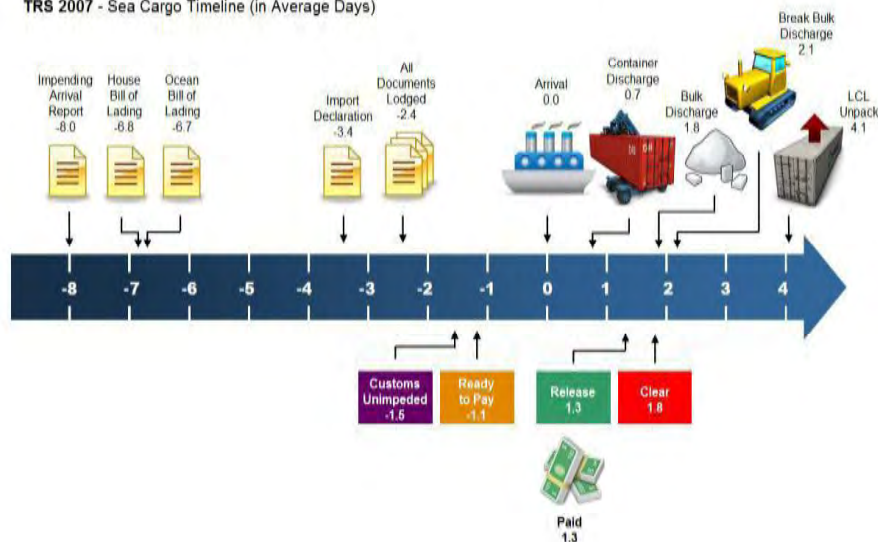 TRS 2007 - Sea Cargo Timeline (in Average Days)
Impending
Arrival
Report
-8.0
House
Bill of
Lading
-6.8
Ocean
Bill of
Lading
-6.7
Import
Declaration
-3.4
All
Documents
Lodged
-2.4
Arrival
0.0
Container
Discharge
0.7
Bulk
Discharge
1.8
Break Bulk
Discharge
2.1
LCL
Unpack
4.1
-8 -7 -6 -5 -4 -3 -2 -1 0 1 2 3 4
Customs
Unimpeded
-1.5
Ready
to Pay
-1.1
Release
1.3
Clear
1.8
Paid
1.3